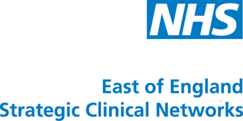 NHS
East of England
Strategic Clinical Networks